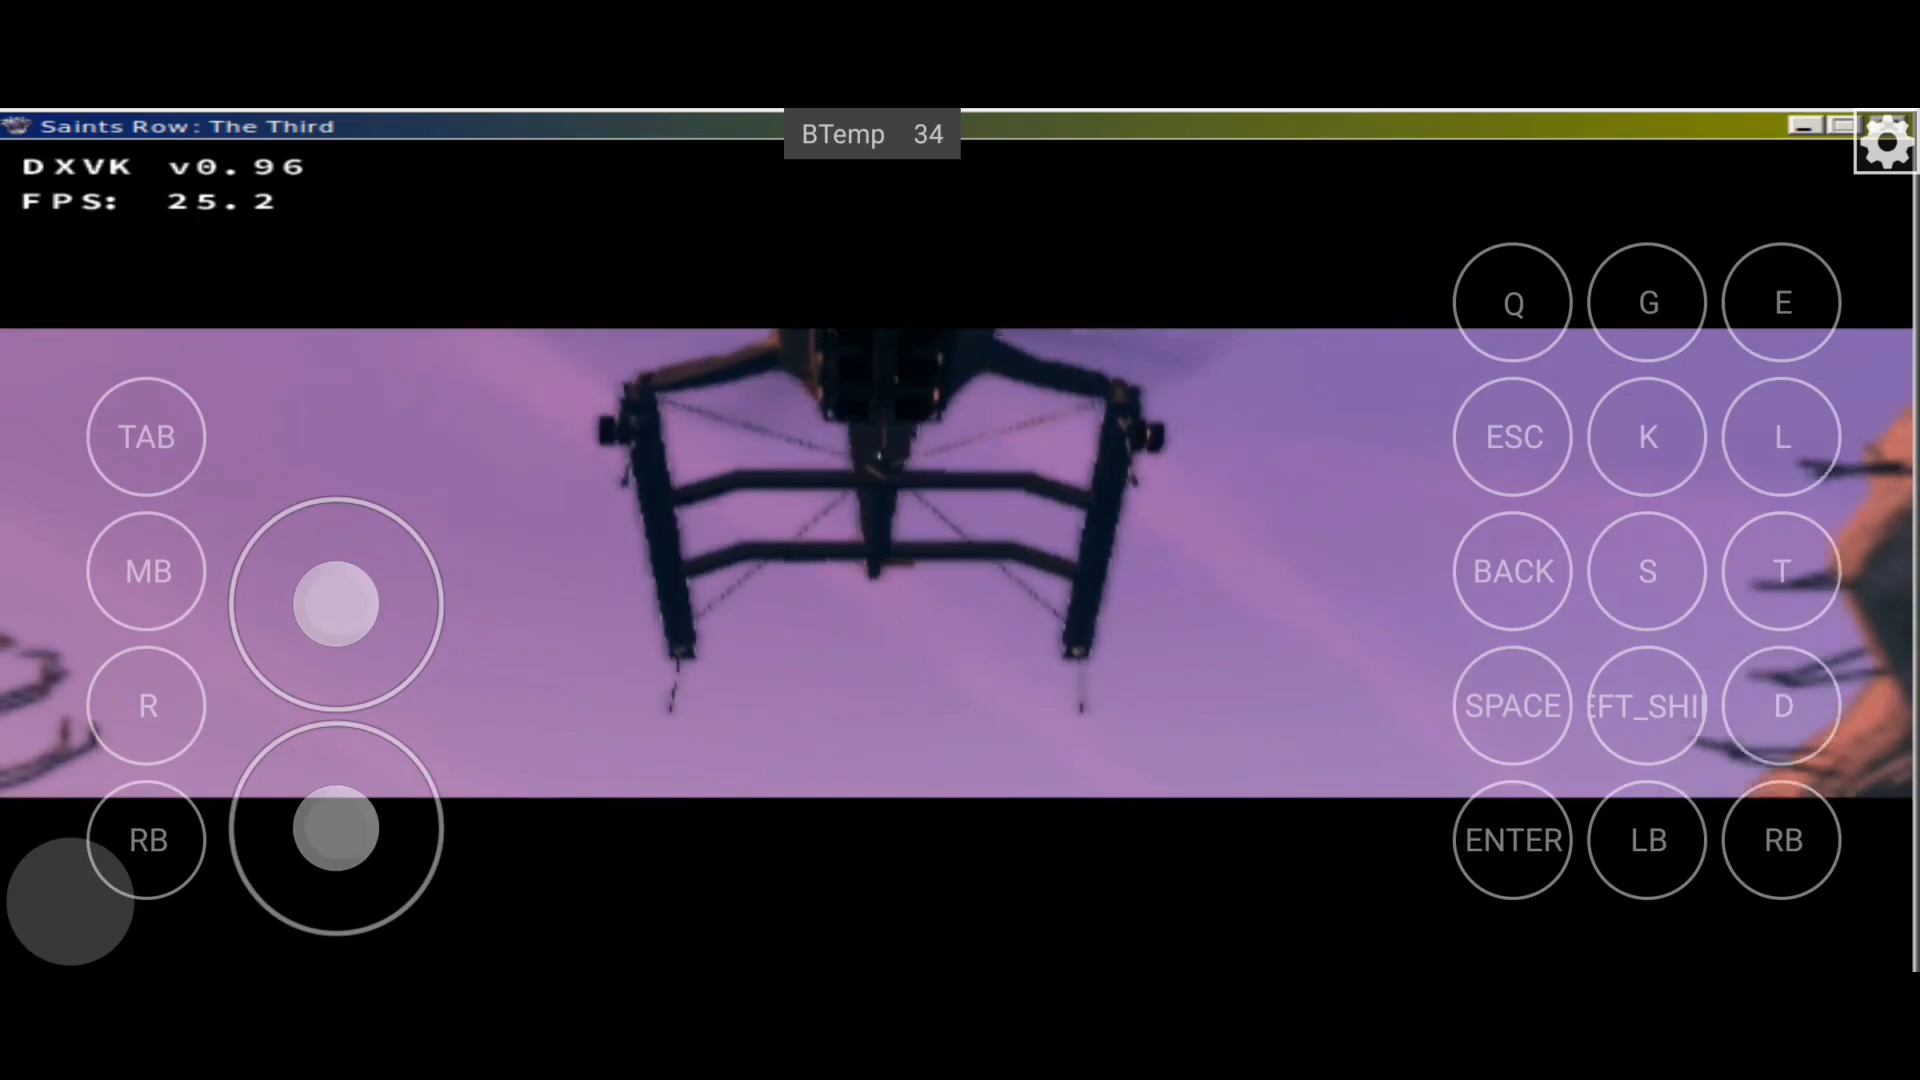 Saints Row: The Third
BTemp 34
DXVK v0.96
FPS: 25.2
Q G E
TAB ESC K L
MB BACK S T
R SPACE EFT_SHI D
RB ENTER LB RB